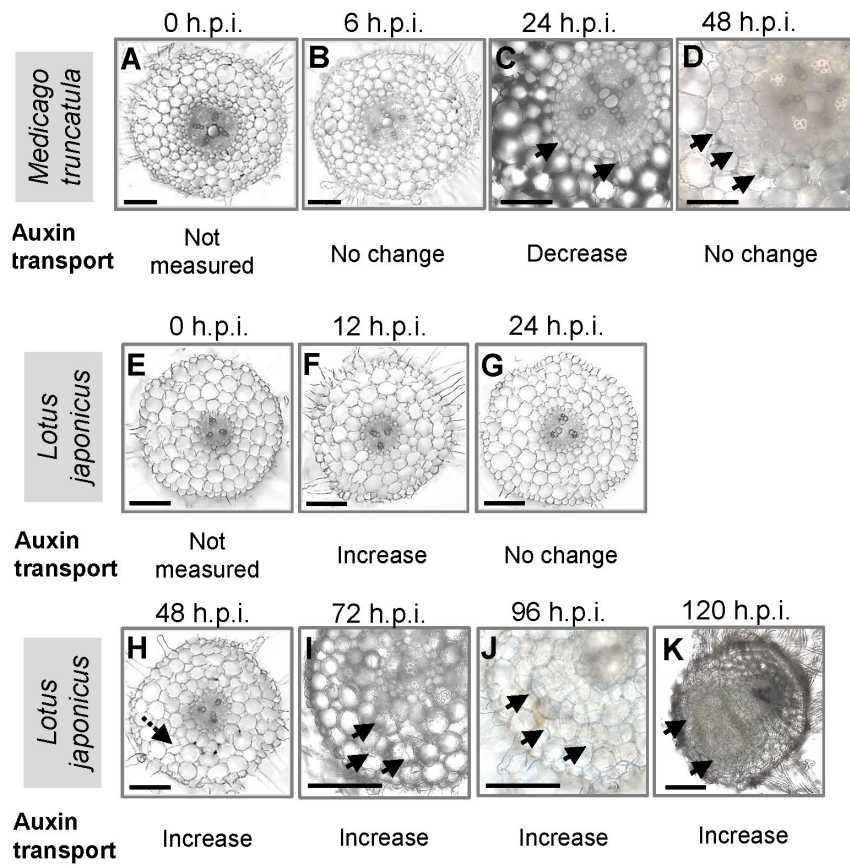 0 h.p.i. 6 h.p.i. 24 h.p.i. 48 h.p.i.
A B C D
Medicago
truncatula
Auxin
transport
Not
measured
No change
Decrease
No change
0 h.p.i. 12 h.p.i. 24 h.p.i.
E F G
Lotus
japonicus
Auxin
transport
Not
measured
Increase
No change
48 h.p.i. 72 h.p.i. 96 h.p.i. 120 h.p.i.
H I J K
Lotus
japonicus
Auxin
transport
Increase
Increase
Increase
Increase